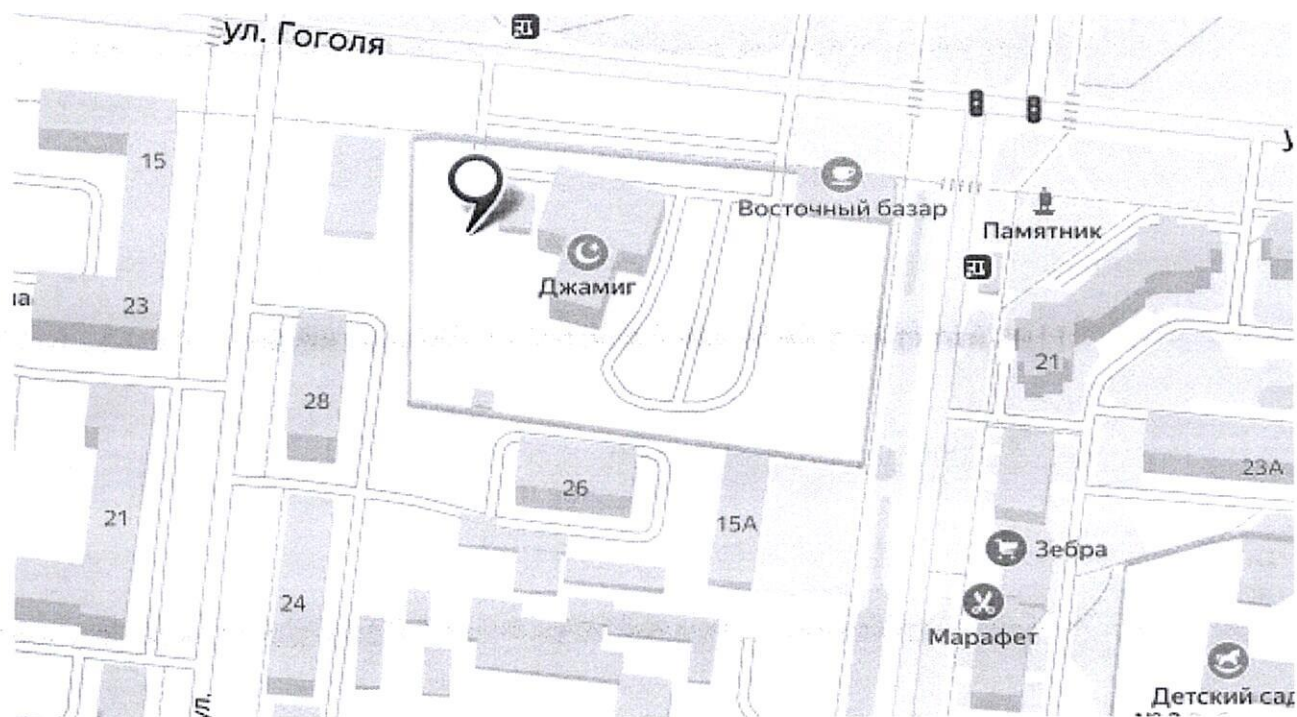 ул. Гоголя
15
Восточный базар
Памятник
Джамиг
23
21
28
23А
26
15А
21
Зебра
24
Марафет
ул.
Детский сад